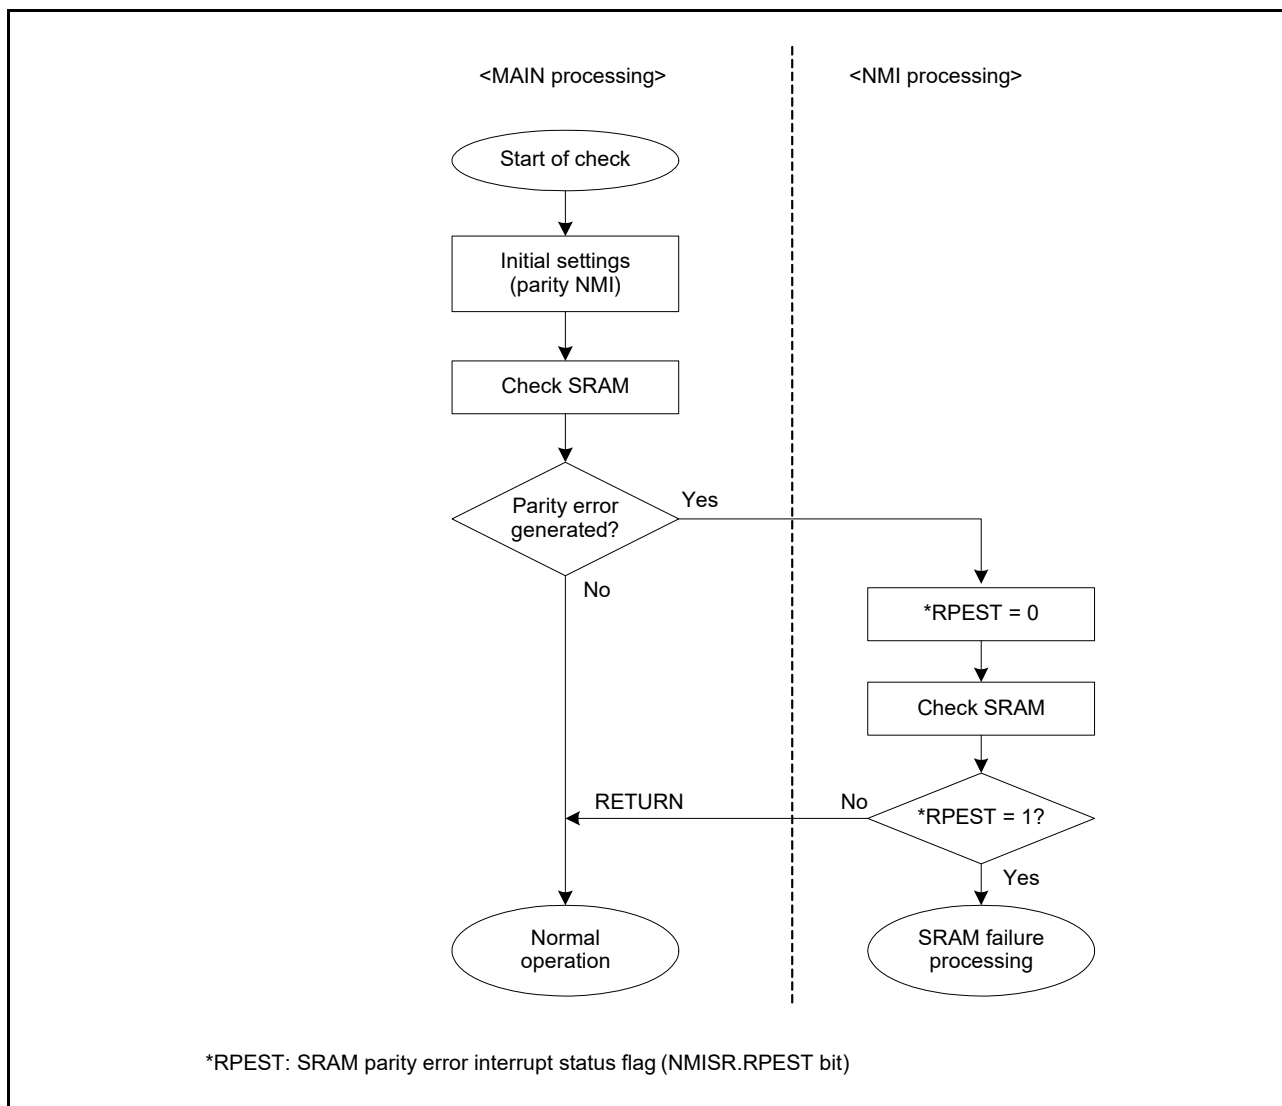 <MAIN processing>
<NMI processing>
Start of check
Initial settings
(parity NMI)
Check SRAM
Parity error
generated?
Yes
No
*RPEST = 0
Check SRAM
*RPEST = 1?
No
RETURN
Yes
Normal
operation
SRAM failure
processing
*RPEST: SRAM parity error interrupt status flag (NMISR.RPEST bit)